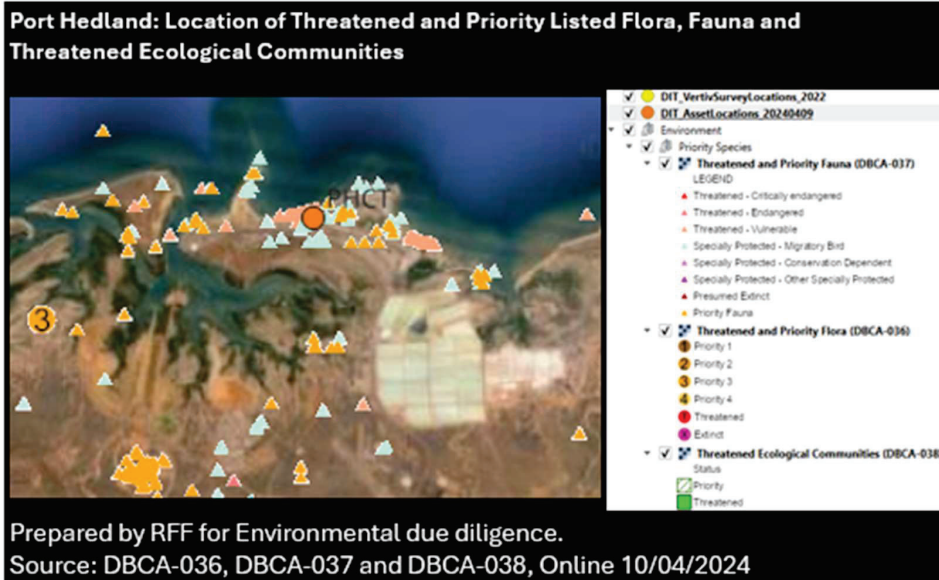 Port Hedland: Location of Threatened and Priority Listed Flora, Fauna and
Threatened Ecological Communities
PHCT
3
DIT_VertivSurveyLocations_2022
DIT_AssetLocations_20240409
Environment
Priority Species
Threatened and Priority Fauna (DBCA-037)
LEGEND
Threatened - Critically endangered
Threatened - Endangered
Threatened - Vulnerable
Specially Protected - Migratory Bird
Specially Protected - Conservation Dependent
Specially Protected - Other Specially Protected
Presumed Extinct
Priority Fauna
Threatened and Priority Flora (DBCA-036)
1 Priority 1
2 Priority 2
3 Priority 3
4 Priority 4
Threatened
Extinct
Threatened Ecological Communities (DBCA-038
Status
Priority
Threatened
Prepared by RFF for Environmental due diligence.
Source: DBCA-036, DBCA-037 and DBCA-038, Online 10/04/2024